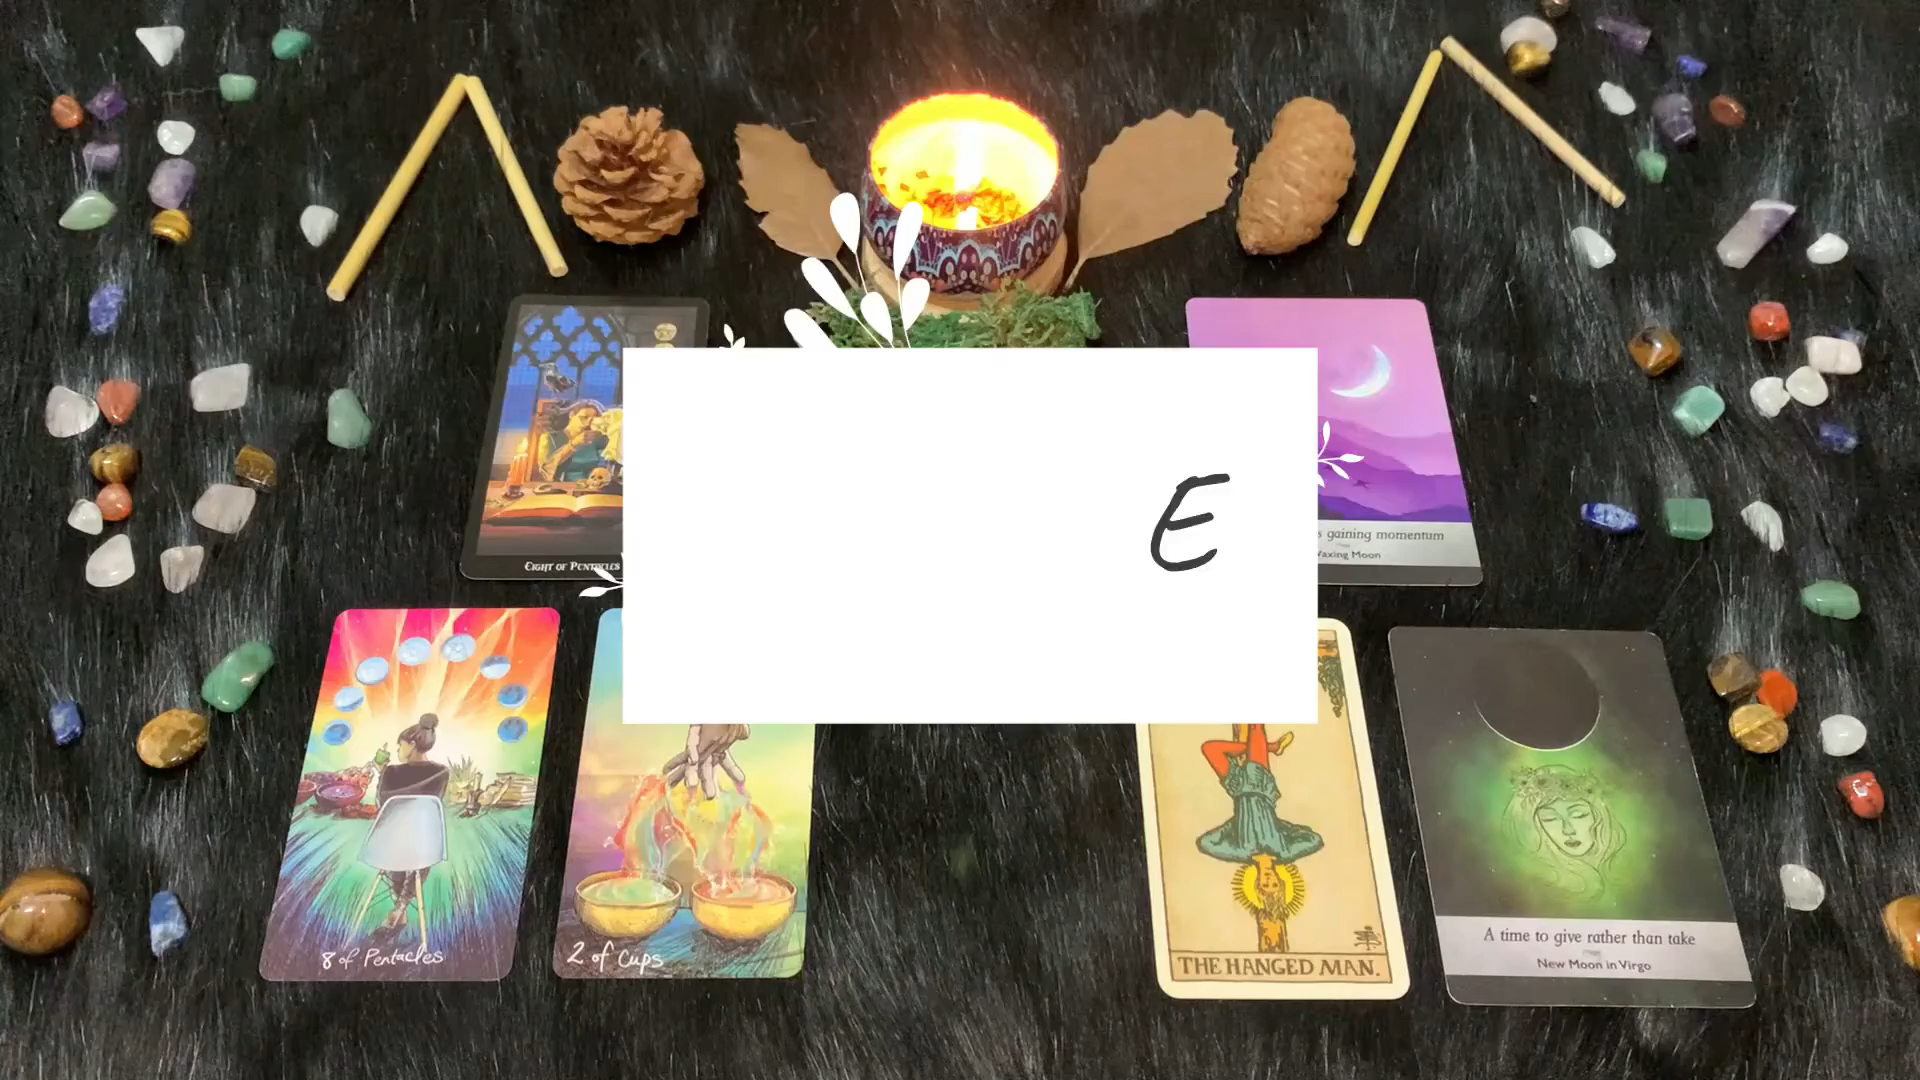 EIGHT OF PENTACLES
gaining momentum
Waxing Moon
E
8 of Pentacles
2 of Cups
THE HANGED MAN.
A time to give rather than take
New Moon in Virgo